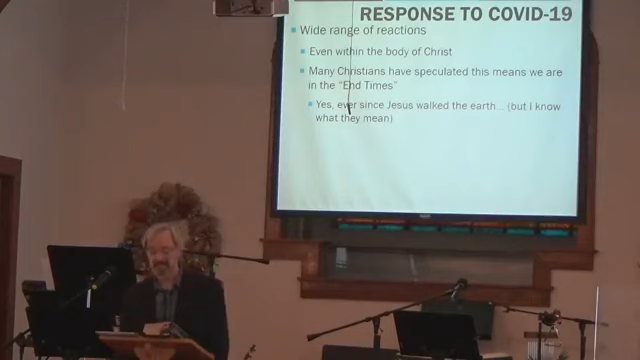 RESPONSE TO COVID-19
Wide range of reactions
Even within the body of Christ
Many Christians have speculated this means we are
in the "End Times"
Yes, ever since Jesus walked the earth... (but I know
what they mean)